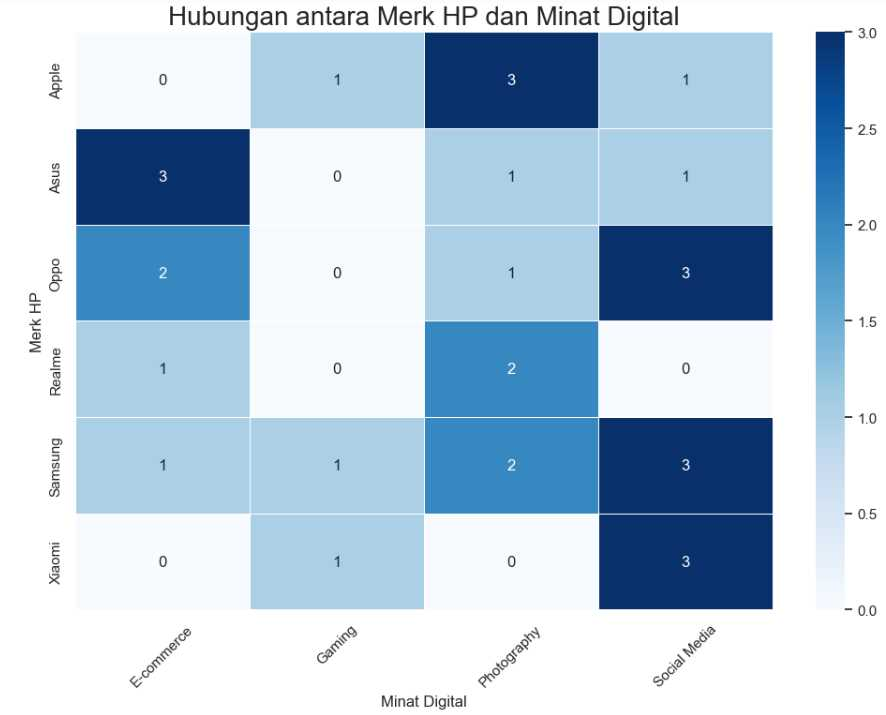 Hubungan antara Merk HP dan Minat Digital
Merk HP
Apple
0 1 3 1
Asus
3 0 1 1
Oppo
2 0 1 3
Realme
1 0 2 0
Samsung
1 1 2 3
Xiaomi
0 1 0 3
E-commerce
Gaming
Photography
Social Media
Minat Digital
3.0
2.5
2.0
1.5
1.0
0.5
0.0